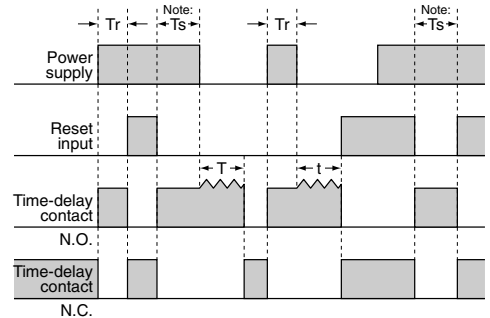 Note: Note:
Tr Ts Tr Ts
Power
supply
Reset
input
T t
Time-delay
contact
N.O.
Time-delay
contact
N.C.